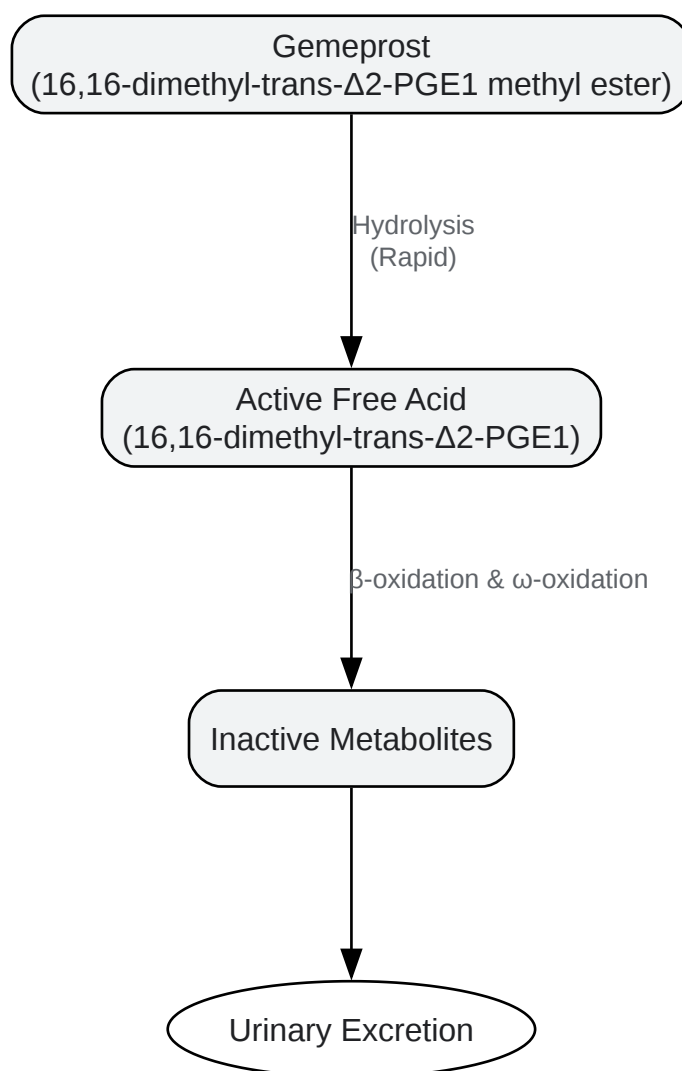 Gemeprost
(16,16-dimethyl-trans-Δ2-PGE1 methyl ester)
Hydrolysis
(Rapid)
Active Free Acid
(16,16-dimethyl-trans-Δ2-PGE1)
β-oxidation & ω-oxidation
Inactive Metabolites
Urinary Excretion